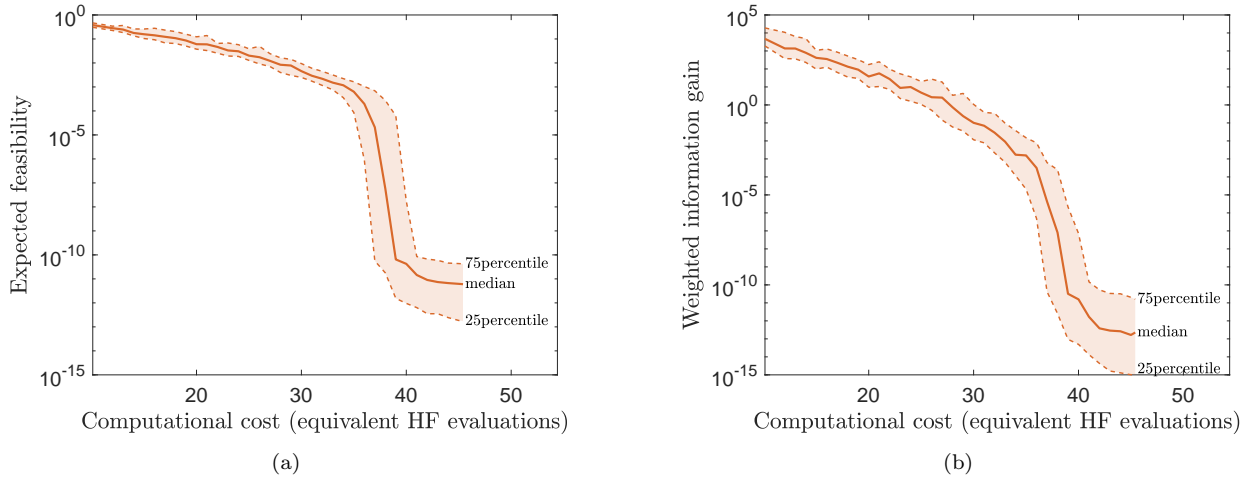 10^0
10^-5
10^-10
10^-15
Expected feasibility
75percentile
median
25percentile
20 30 40 50
Computational cost (equivalent HF evaluations)
(a)
10^5
10^0
10^-5
10^-10
10^-15
Weighted information gain
75percentile
median
25percentile
20 30 40 50
Computational cost (equivalent HF evaluations)
(b)